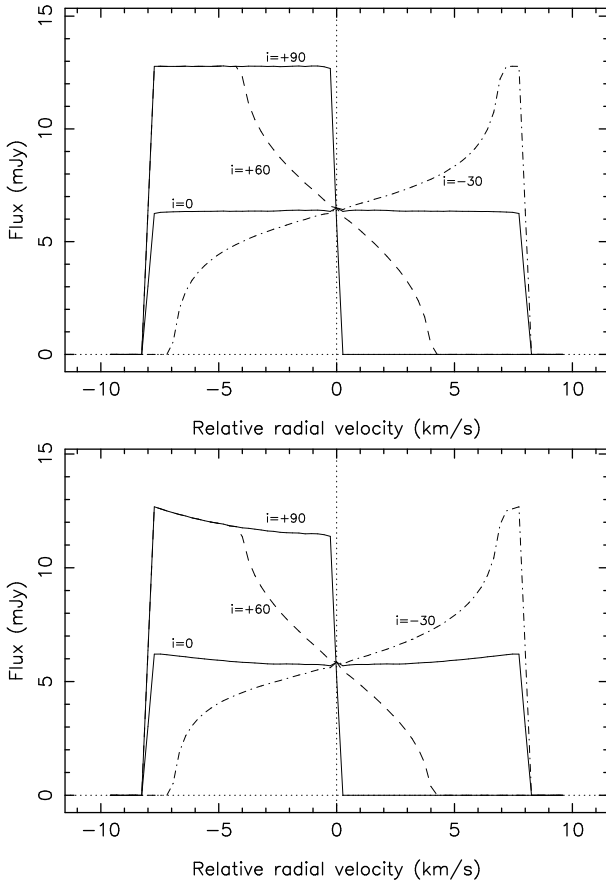 15
10
5
0
Flux (mJy)
i=+90
i=+60
i=−30
i=0
−10 −5 0 5 10
Relative radial velocity (km/s)
15
10
5
0
Flux (mJy)
i=+90
i=+60
i=−30
i=0
−10 −5 0 5 10
Relative radial velocity (km/s)